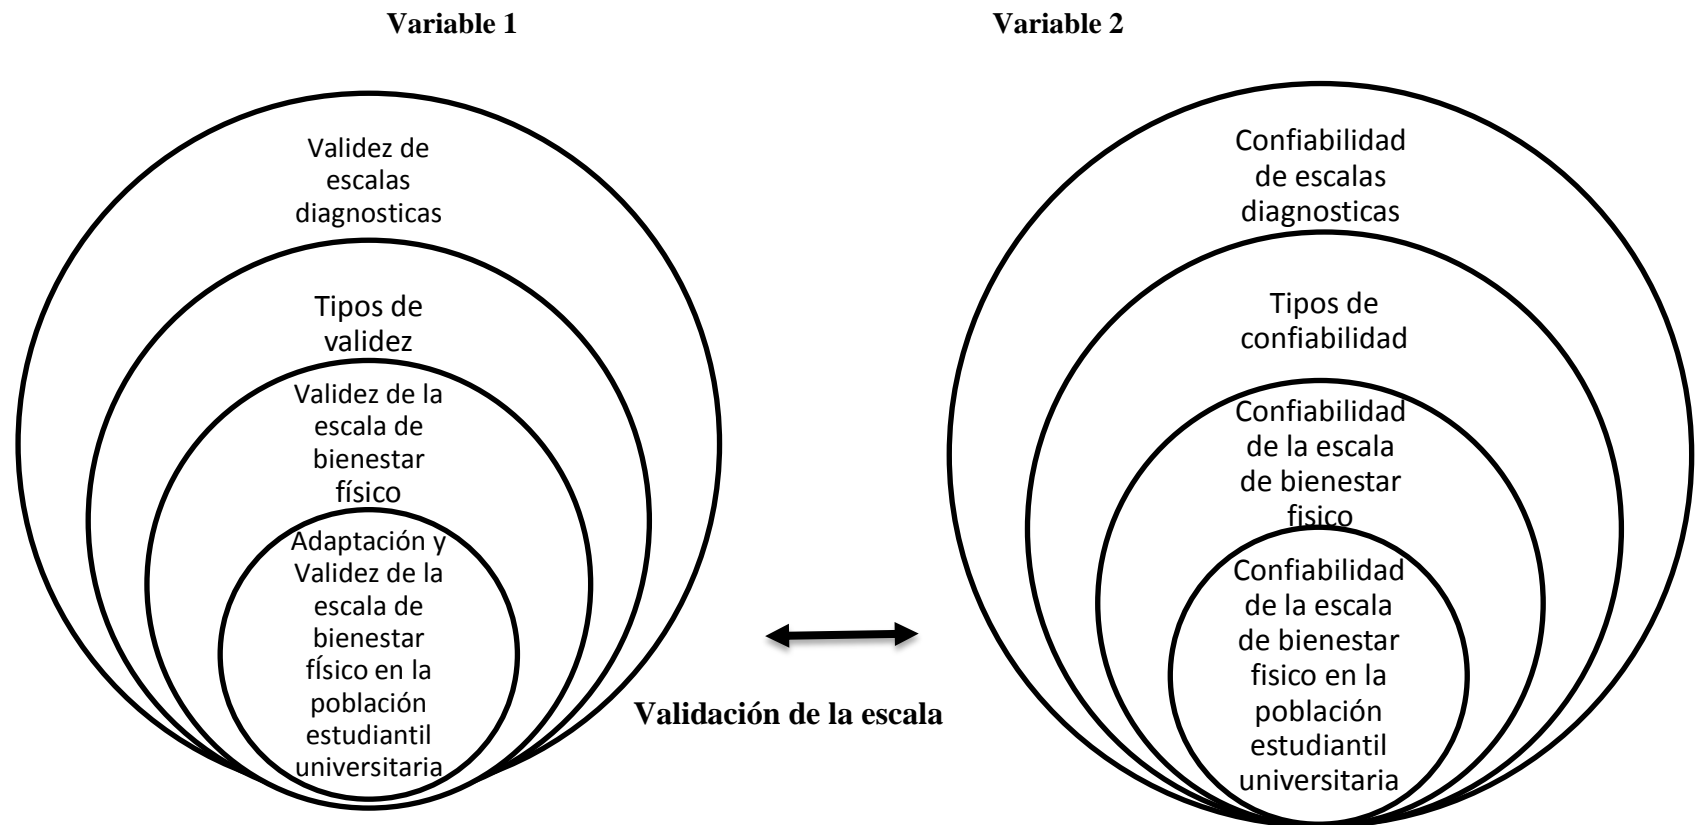 Variable 1
Variable 2
Validez de
escalas
diagnosticas
Tipos de
validez
Validez de la
escala de
bienestar
físico
Adaptación y
Validez de la
escala de
bienestar
fÍsico en la
población
estudiantil
universitaria
Validación de la escala
Confiabilidad
de escalas
diagnosticas
Tipos de
confiabilidad
Confiabilidad
de la escala
de bienestar
fisico
Confiabilidad
de la escala
de bienestar
fisico en la
población
estudiantil
universitaria